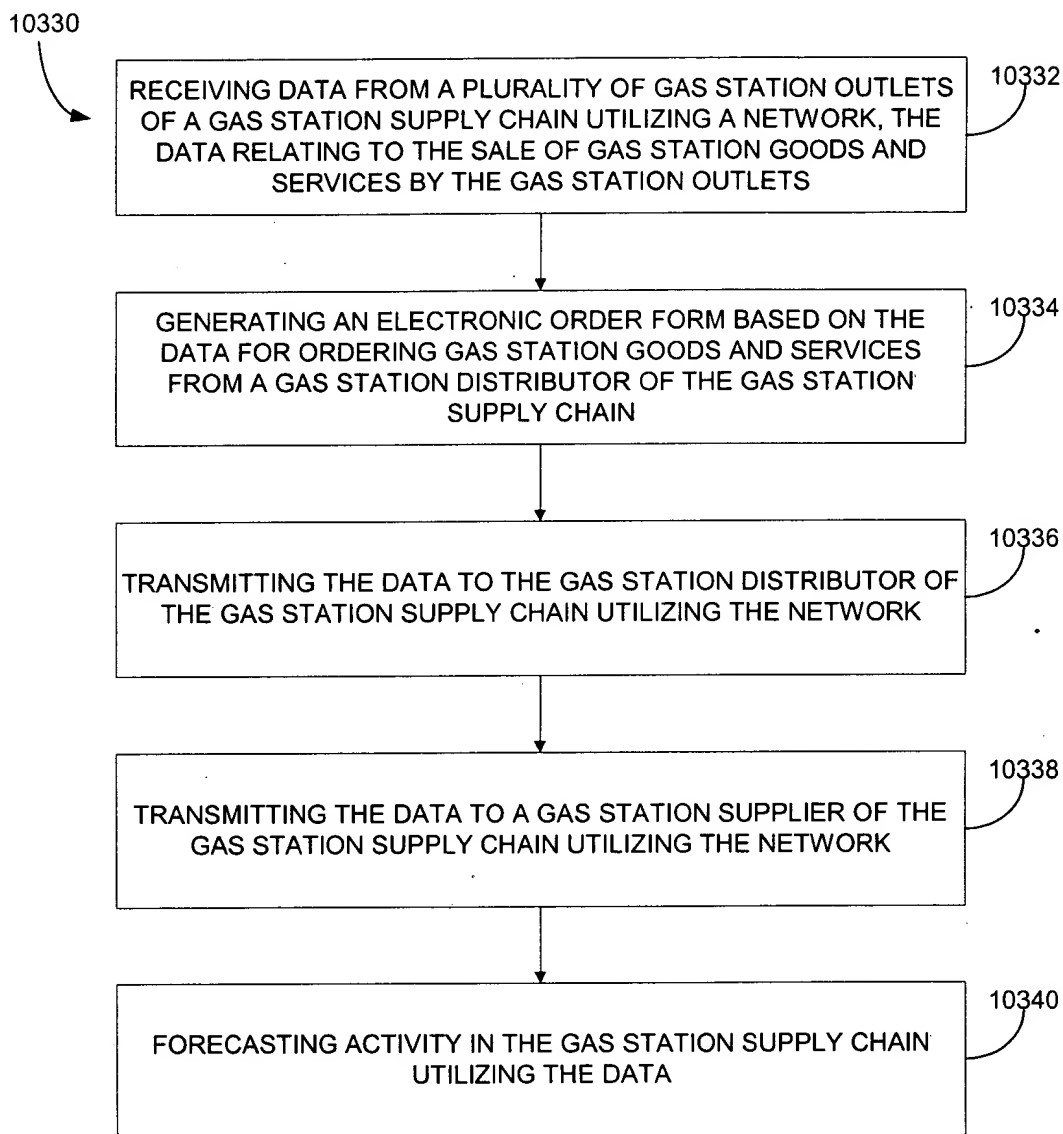 10330
10332
RECEIVING DATA FROM A PLURALITY OF GAS STATION OUTLETS
OF A GAS STATION SUPPLY CHAIN UTILIZING A NETWORK, THE
DATA RELATING TO THE SALE OF GAS STATION GOODS AND
SERVICES BY THE GAS STATION OUTLETS
10334
GENERATING AN ELECTRONIC ORDER FORM BASED ON THE
DATA FOR ORDERING GAS STATION GOODS AND SERVICES
FROM A GAS STATION DISTRIBUTOR OF THE GAS STATION
SUPPLY CHAIN
10336
TRANSMITTING THE DATA TO THE GAS STATION DISTRIBUTOR OF
THE GAS STATION SUPPLY CHAIN UTILIZING THE NETWORK
10338
TRANSMITTING THE DATA TO A GAS STATION SUPPLIER OF THE
GAS STATION SUPPLY CHAIN UTILIZING THE NETWORK
10340
FORECASTING ACTIVITY IN THE GAS STATION SUPPLY CHAIN
UTILIZING THE DATA